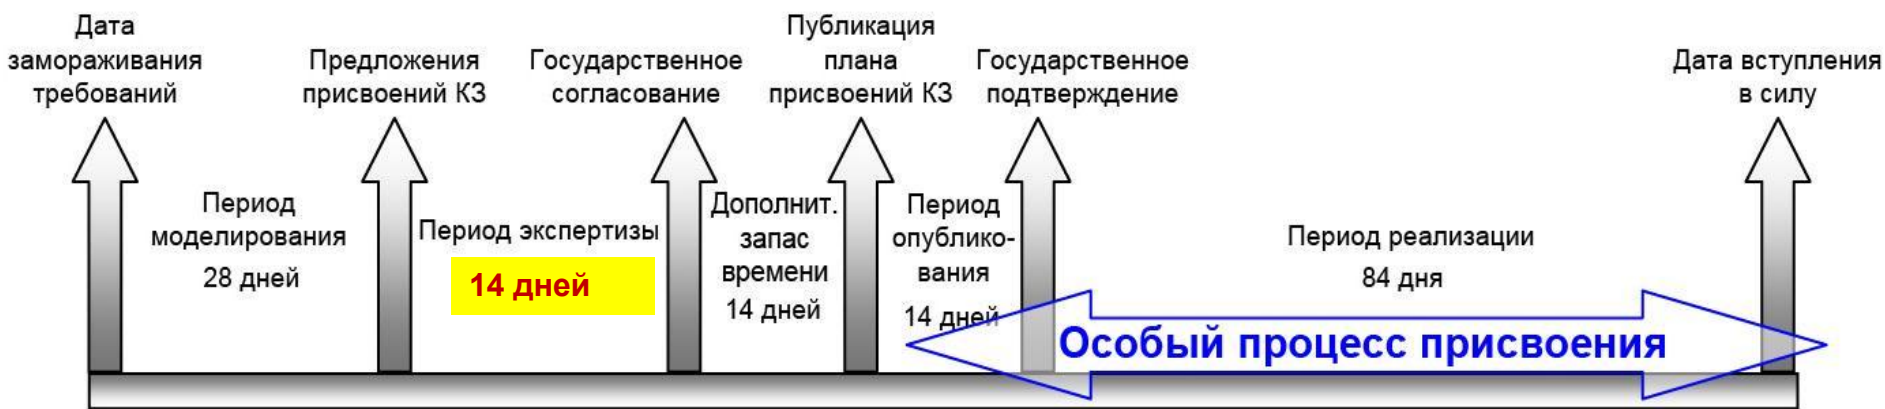 Дата
замораживания
требований
Предложения
присвоений КЗ
Государственное
согласование
Публикация
плана
присвоений КЗ
Государственное
подтверждение
Дата вступления
в силу
Период
моделирования
28 дней
Период экспертизы
14 дней
Дополнит.
запас
времени
14 дней
Период
опублико-
вания
14 дней
Период реализации
84 дня
Особый процесс присвоения